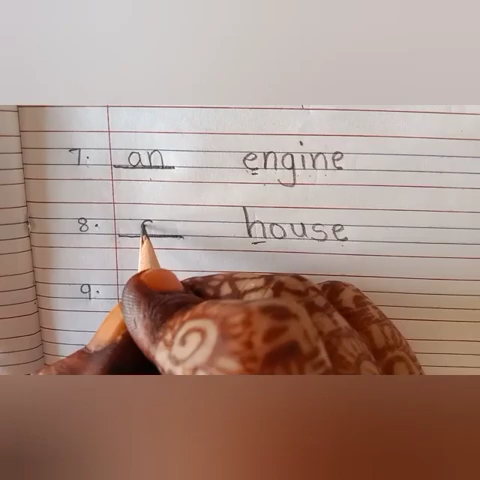 7. an engine
8. house
9.